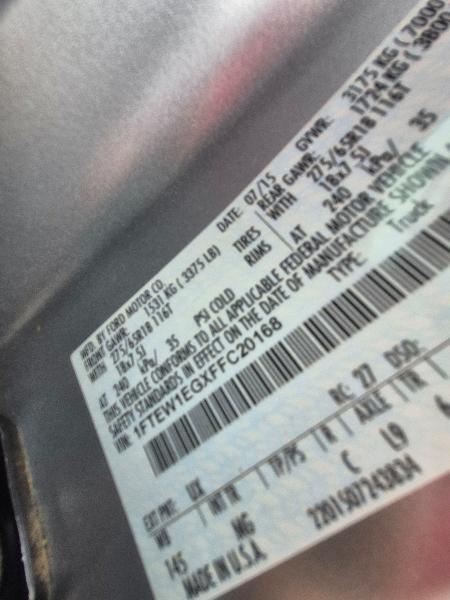 MFD. BY FORD MOTOR CO.
DATE: 07/15 GVWR: 3175 KG ( 7000
FRONT GAWR: 1531 KG ( 3375 LB) REAR GAWR: 1724 KG ( 3800
WITH 275/65R18 116T TIRES WITH 275/65R18 116T
18x7.5J RIMS 18x7.5J
AT 240 kPa/ 35 PSI COLD AT 240 kPa/ 35
THIS VEHICLE CONFORMS TO ALL APPLICABLE FEDERAL MOTOR VEHICLE
SAFETY STANDARDS IN EFFECT ON THE DATE OF MANUFACTURE SHOWN
VIN: 1FTEW1EGXFFC20168 TYPE: Truck
EXT PNT: UX RC: 27 DSO:
WB INT TR TP/PS R AXLE TR
145 MG C L9 6
MADE IN U.S.A. 2201507243834